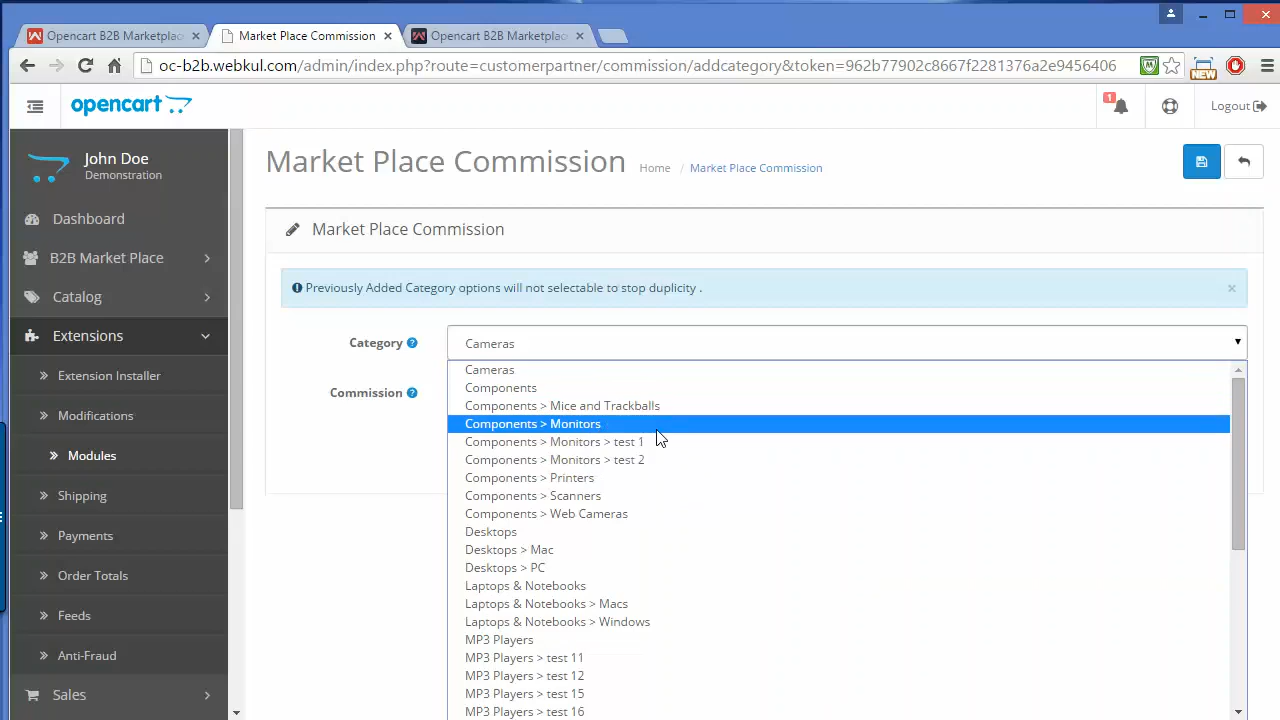 Opencart B2B Marketplac
Market Place Commission
Opencart B2B Marketplac
oc-b2b.webkul.com/admin/index.php?route=customerpartner/commission/addcategory&token=962b77902c8667f2281376a2e9456406
NEW
opencart
1
Logout
John Doe
Demonstration
Dashboard
B2B Market Place
Catalog
Extensions
Extension Installer
Modifications
Modules
Shipping
Payments
Order Totals
Feeds
Anti-Fraud
Sales
Market Place Commission
Home / Market Place Commission
Market Place Commission
Previously Added Category options will not selectable to stop duplicity .
Category
Cameras
Commission
Cameras
Components
Components > Mice and Trackballs
Components > Monitors
Components > Monitors > test 1
Components > Monitors > test 2
Components > Printers
Components > Scanners
Components > Web Cameras
Desktops
Desktops > Mac
Desktops > PC
Laptops & Notebooks
Laptops & Notebooks > Macs
Laptops & Notebooks > Windows
MP3 Players
MP3 Players > test 11
MP3 Players > test 12
MP3 Players > test 15
MP3 Players > test 16